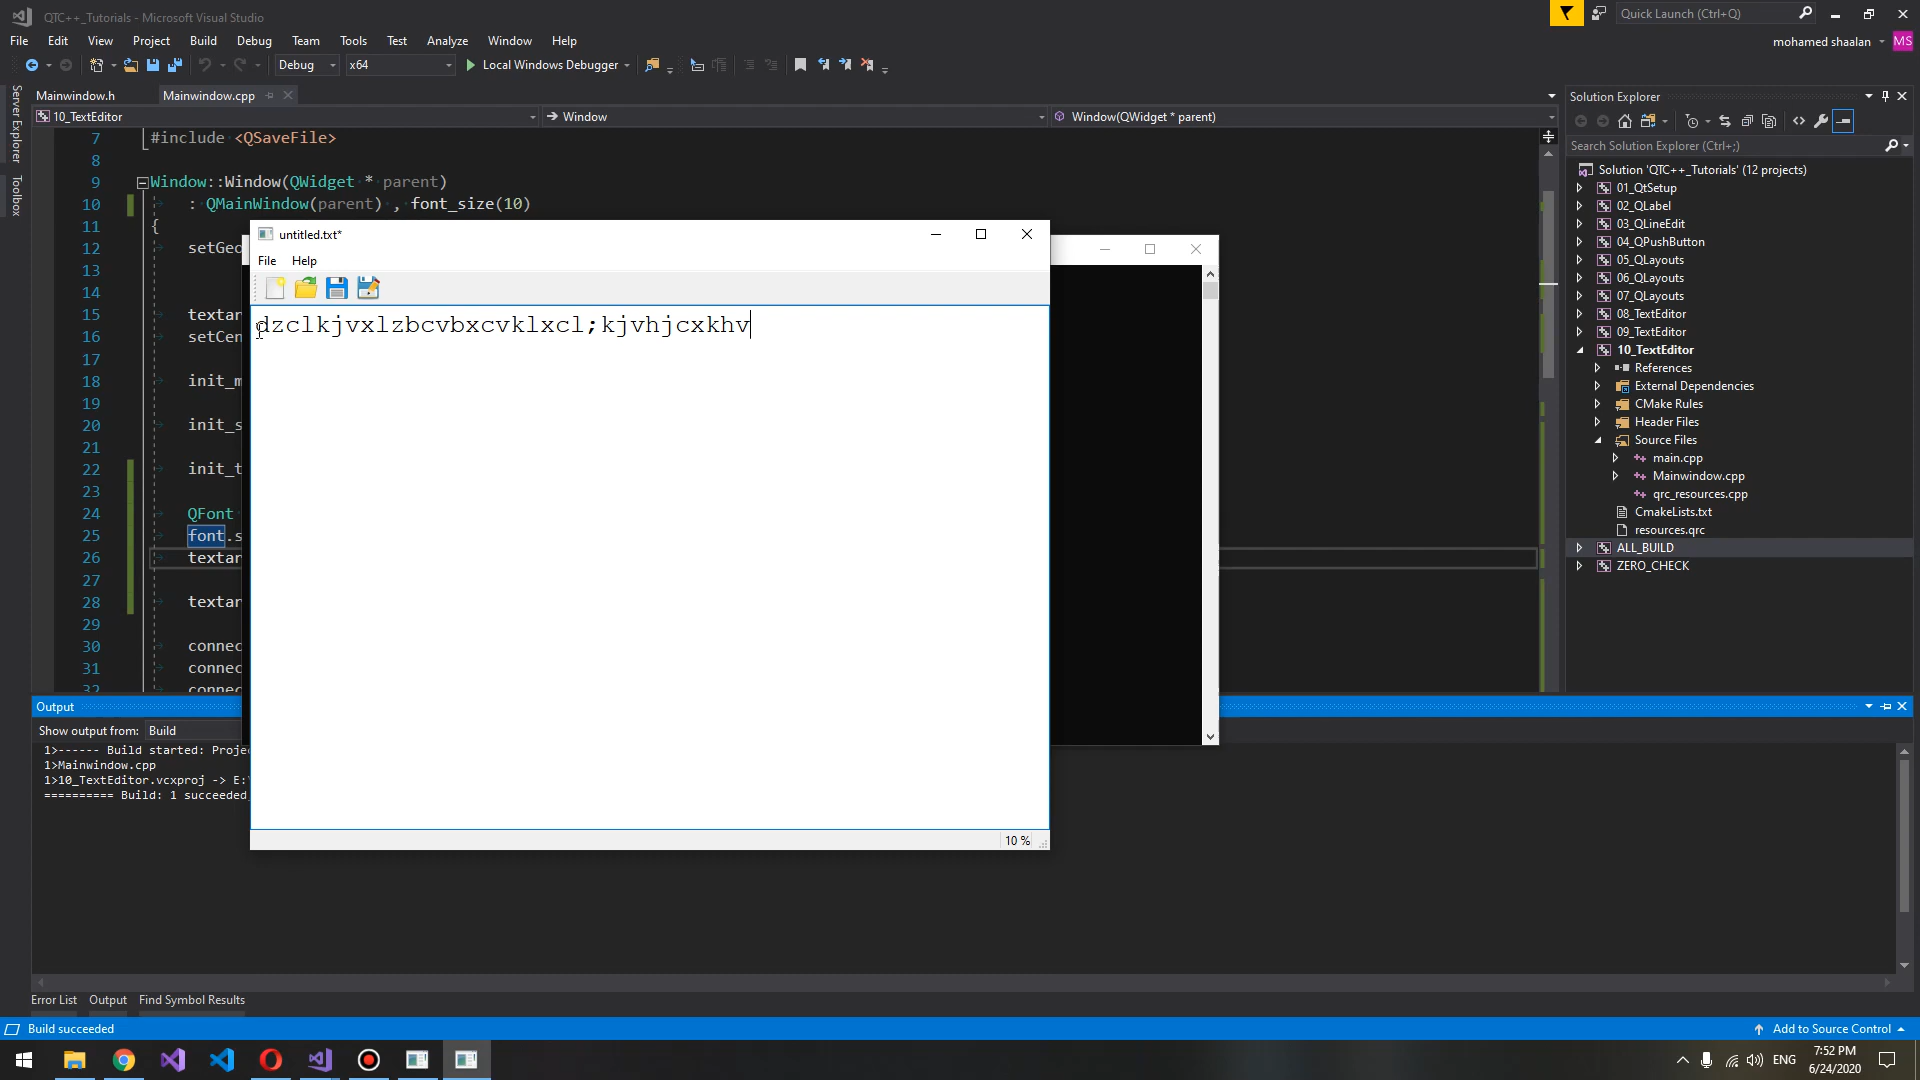 QTC++_Tutorials - Microsoft Visual Studio
Quick Launch (Ctrl+Q)
File Edit View Project Build Debug Team Tools Test Analyze Window Help
mohamed shaalan MS
Debug x64 Local Windows Debugger
Server Explorer
Toolbox
Mainwindow.h Mainwindow.cpp
10_TextEditor Window Window(QWidget * parent)
7 #include <QSaveFile>
8
9 Window::Window(QWidget * parent)
10 : QMainWindow(parent) , font_size(10)
11 {
12 setGeo
13
14
15 textar
16 setCen
17
18 init_m
19
20 init_s
21
22 init_t
23
24 QFont
25 font.s
26 textar
27
28 textar
29
30 connec
31 connec
32 connec
untitled.txt*
File Help
dzclkjvxlzbcvbxcvklxcl;kjvhjcxkhv
10 %
Solution Explorer
Search Solution Explorer (Ctrl+;)
Solution 'QTC++_Tutorials' (12 projects)
01_QtSetup
02_QLabel
03_QLineEdit
04_QPushButton
05_QLayouts
06_QLayouts
07_QLayouts
08_TextEditor
09_TextEditor
10_TextEditor
References
External Dependencies
CMake Rules
Header Files
Source Files
main.cpp
Mainwindow.cpp
qrc_resources.cpp
CmakeLists.txt
resources.qrc
ALL_BUILD
ZERO_CHECK
Output
Show output from: Build
1>------ Build started: Projec
1>Mainwindow.cpp
1>10_TextEditor.vcxproj -> E:\
========== Build: 1 succeeded
Error List Output Find Symbol Results
Build succeeded
Add to Source Control
ENG
7:52 PM
6/24/2020